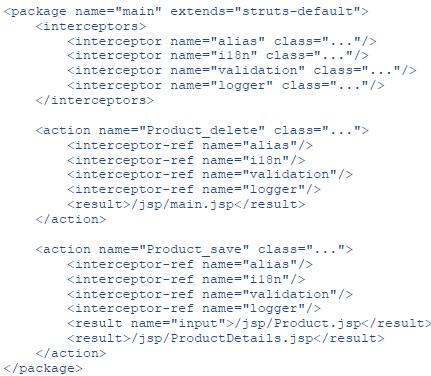 <package name="main" extends="struts-default">
<interceptors>
<interceptor name="alias" class="..."/>
<interceptor name="i18n" class="..."/>
<interceptor name="validation" class="..."/>
<interceptor name="logger" class="..."/>
</interceptors>
<action name="Product_delete" class="...">
<interceptor-ref name="alias"/>
<interceptor-ref name="i18n"/>
<interceptor-ref name="validation"/>
<interceptor-ref name="logger"/>
<result>/jsp/main.jsp</result>
</action>
<action name="Product_save" class="...">
<interceptor-ref name="alias"/>
<interceptor-ref name="i18n"/>
<interceptor-ref name="validation"/>
<interceptor-ref name="logger"/>
<result name="input">/jsp/Product.jsp</result>
<result>/jsp/ProductDetails.jsp</result>
</action>
</package>